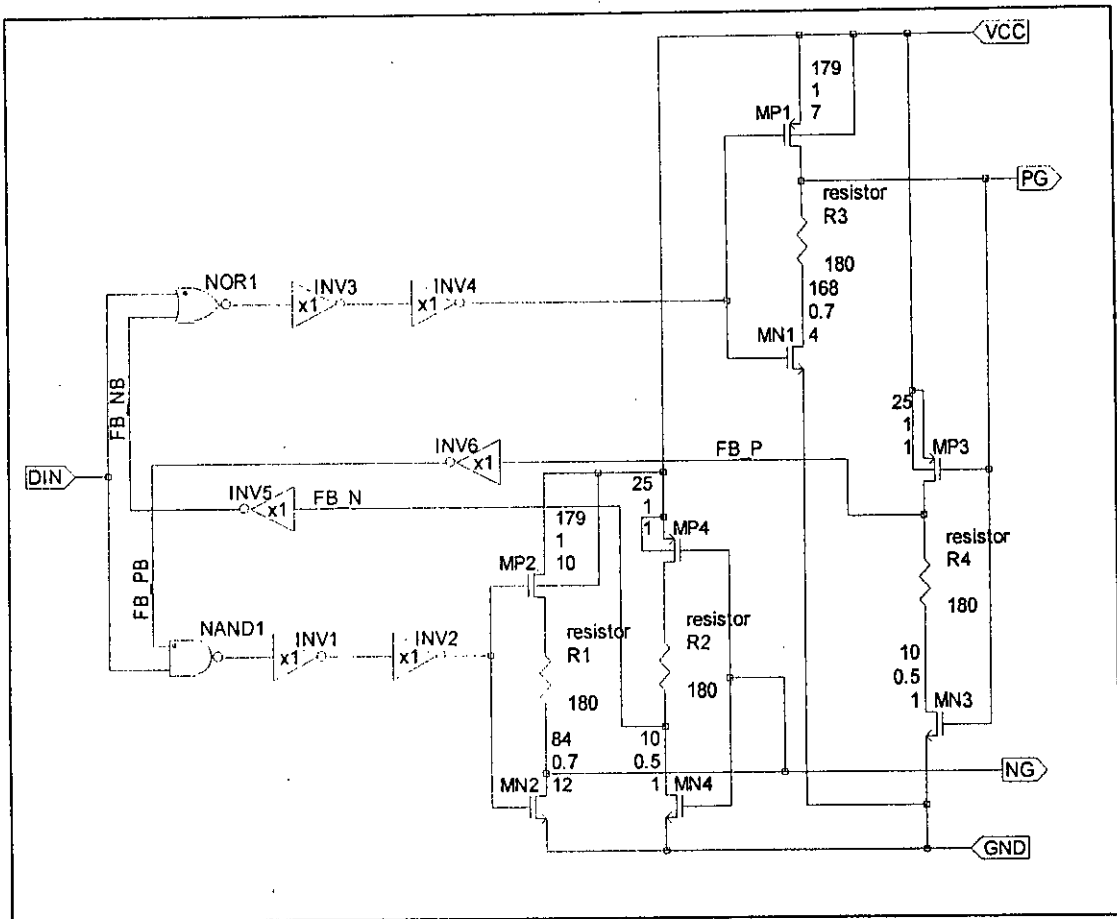 VCC
179
1
7
MP1
PG
resistor
R3
180
168
0.7
4
MN1
NOR1
INV3
INV4
x1
x1
FB_NB
25
1
1
MP3
DIN
INV6
x1
FB_P
INV5
x1
FB_N
179
1
10
MP2
25
1
1
MP4
resistor
R4
180
FB_PB
NAND1
INV1
INV2
x1
x1
resistor
R1
180
resistor
R2
180
10
0.5
1
MN3
84
0.7
12
MN2
10
0.5
1
MN4
NG
GND